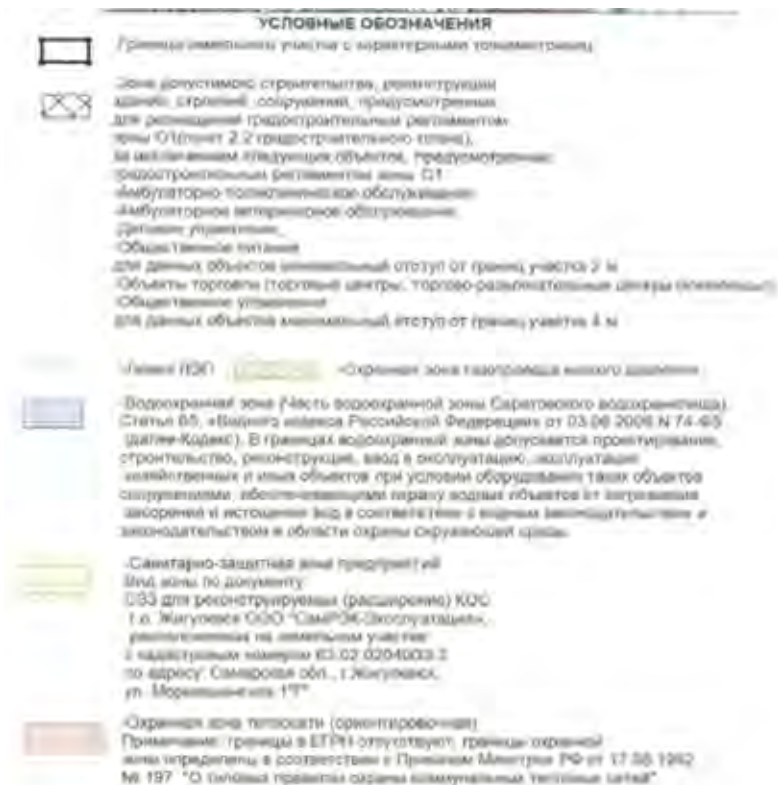 УСЛОВНЫЕ ОБОЗНАЧЕНИЯ
Граница земельного участка с характерными точками границ
-Зона допустимого строительства, реконструкции
зданий, строений, сооружений, предусмотренных
для размещения градостроительным регламентом
зоны О1(пункт 2.2 градостроительного плана),
за исключением следующих объектов, предусмотренных
градостроительным регламентом зоны О1
-Амбулаторно-поликлиническое обслуживание
-Амбулаторное ветеринарное обслуживание
-Деловое управление
-Общественное питание
для данных объектов минимальный отступ от границ участка 2 м
-Объекты торговли (торговые центры, торгово-развлекательные центры (комплексы))
-Общественное управление
для данных объектов минимальный отступ от границ участка 4 м
-Линия ЛЭП -Охранная зона газопровода низкого давления
-Водоохранная зона (Часть водоохранной зоны Саратовского водохранилища)
Статья 65, «Водного кодекса Российской Федерации» от 03.06.2006 N 74-ФЗ
(далее-Кодекс). В границах водоохранной зоны допускается проектирование,
строительство, реконструкция, ввод в эксплуатацию, эксплуатация
хозяйственных и иных объектов при условии оборудования таких объектов
сооружениями, обеспечивающими охрану водных объектов от загрязнения,
засорения и истощения вод в соответствии с водным законодательством и
законодательством в области охраны окружающей среды.
-Санитарно-защитная зона предприятий
Вид зоны по документу:
СЗЗ для реконструируемых (расширение) КОС
г.о. Жигулевск ООО "СамРЭК-Эксплуатация»,
расположенная на земельном участке
с кадастровым номером 63:02:0204033:3
по адресу: Самарская обл., г.Жигулевск,
ул.
-Охранная зона теплосети (ориентировочная)
Примечание: границы в ЕГРН отсутствуют, границы охранной
зоны определены в соответствии с Приказом Минстроя РФ от 17.08.1992
№ 197 "О типовых правилах охраны коммунальных тепловых сетей"